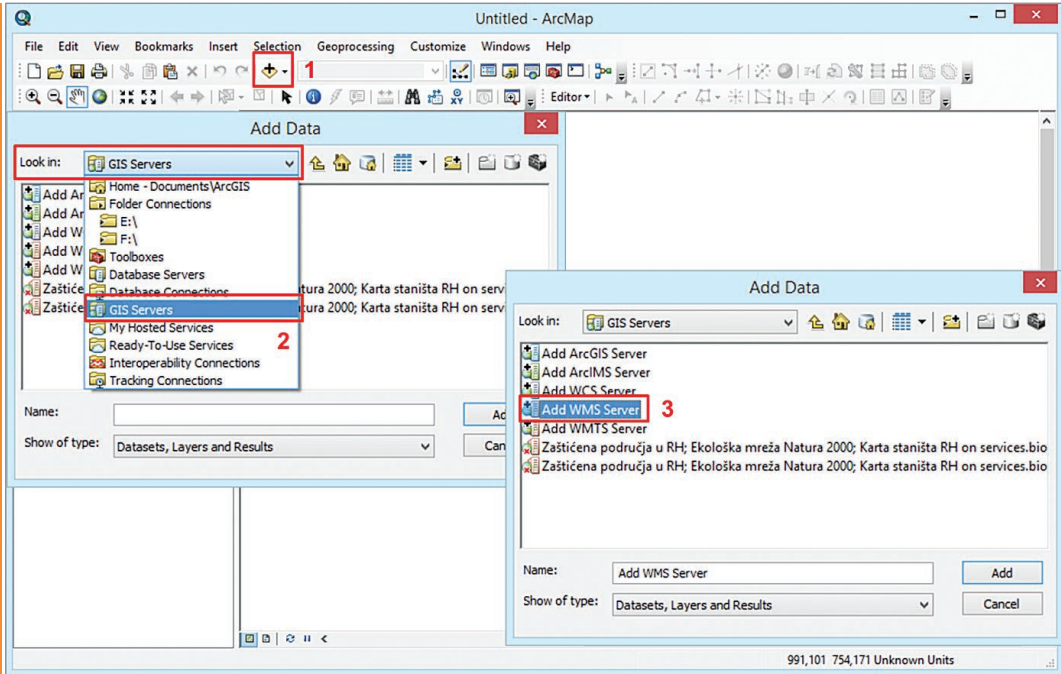 Untitled - ArcMap
File Edit View Bookmarks Insert Selection Geoprocessing Customize Windows Help
1
Editor
Add Data
Look in: GIS Servers
Home - Documents\ArcGIS
Folder Connections
E:\
F:\
Toolboxes
Database Servers
Database Connections
GIS Servers
My Hosted Services
Ready-To-Use Services
Interoperability Connections
Tracking Connections
2
Add Ar
Add Ar
Add W
Add W
Add W
Zaštiće tura 2000; Karta staništa RH on serv
Zaštiće tura 2000; Karta staništa RH on serv
Name: Ad
Show of type: Datasets, Layers and Results Can
Add Data
Look in: GIS Servers
Add ArcGIS Server
Add ArcIMS Server
Add WCS Server
Add WMS Server 3
Add WMTS Server
Zaštićena područja u RH; Ekološka mreža Natura 2000; Karta staništa RH on services.bio
Zaštićena područja u RH; Ekološka mreža Natura 2000; Karta staništa RH on services.bio
Name: Add WMS Server Add
Show of type: Datasets, Layers and Results Cancel
991,101 754,171 Unknown Units